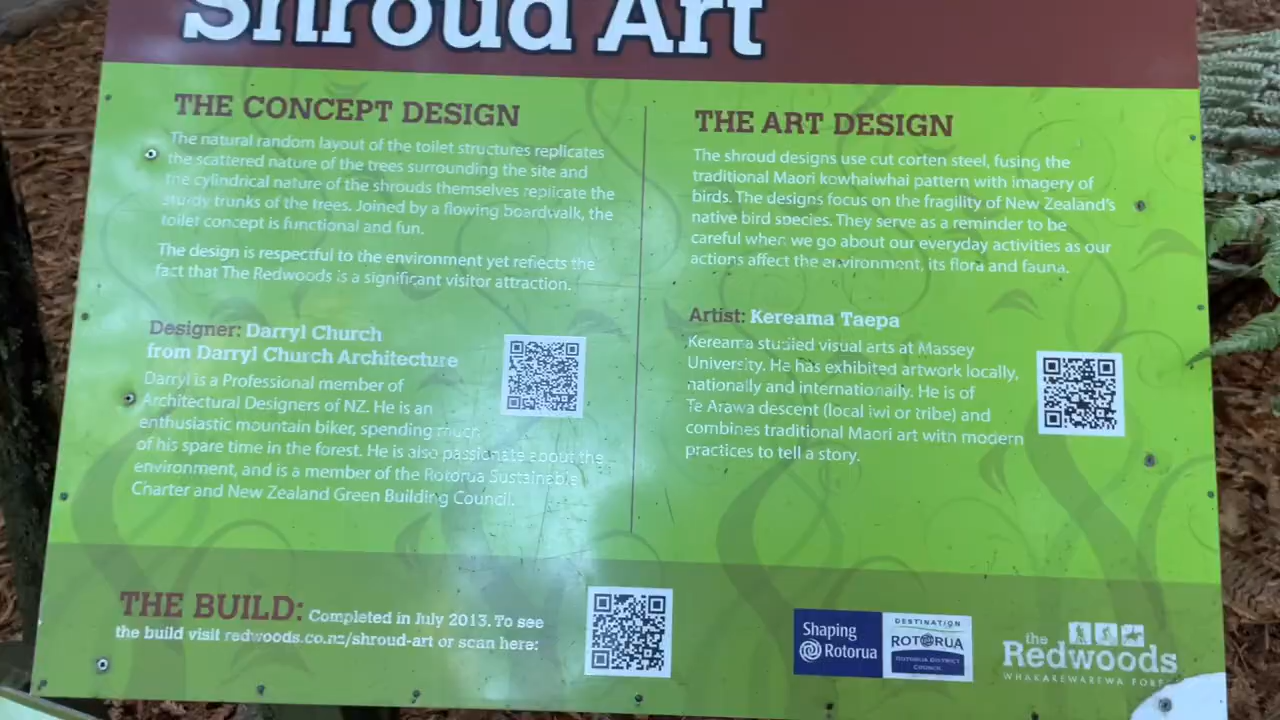 Shroud Art
THE CONCEPT DESIGN
The natural random layout of the toilet structures replicates
the scattered nature of the trees surrounding the site and
the cylindrical nature of the shrouds themselves replicate the
sturdy trunks of the trees. Joined by a flowing boardwalk, the
toilet concept is functional and fun.
The design is respectful to the environment yet reflects the
fact that The Redwoods is a significant visitor attraction.
Designer: Darryl Church
from Darryl Church Architecture
Darryl is a Professional member of
Architectural Designers of NZ. He is an
enthusiastic mountain biker, spending much
of his spare time in the forest. He is also passionate about the
environment, and is a member of the Rotorua Sustainable
Charter and New Zealand Green Building Council.
THE ART DESIGN
The shroud designs use cut corten steel, fusing the
traditional Maori kowhaiwhai pattern with imagery of
birds. The designs focus on the fragility of New Zealand's
native bird species. They serve as a reminder to be
careful when we go about our everyday activities as our
actions affect the environment, its flora and fauna.
Artist: Kereama Taepa
Kereama studied visual arts at Massey
University. He has exhibited artwork locally,
nationally and internationally. He is of
Te Arawa descent (local iwi or tribe) and
combines traditional Maori art with modern
practices to tell a story.
THE BUILD: Completed in July 2013. To see
the build visit redwoods.co.nz/shroud-art or scan here:
Shaping
Rotorua
DESTINATION
ROTORUA
ROTORUA DISTRICT
COUNCIL
the
Redwoods
WHAKAREWAREWA FOREST